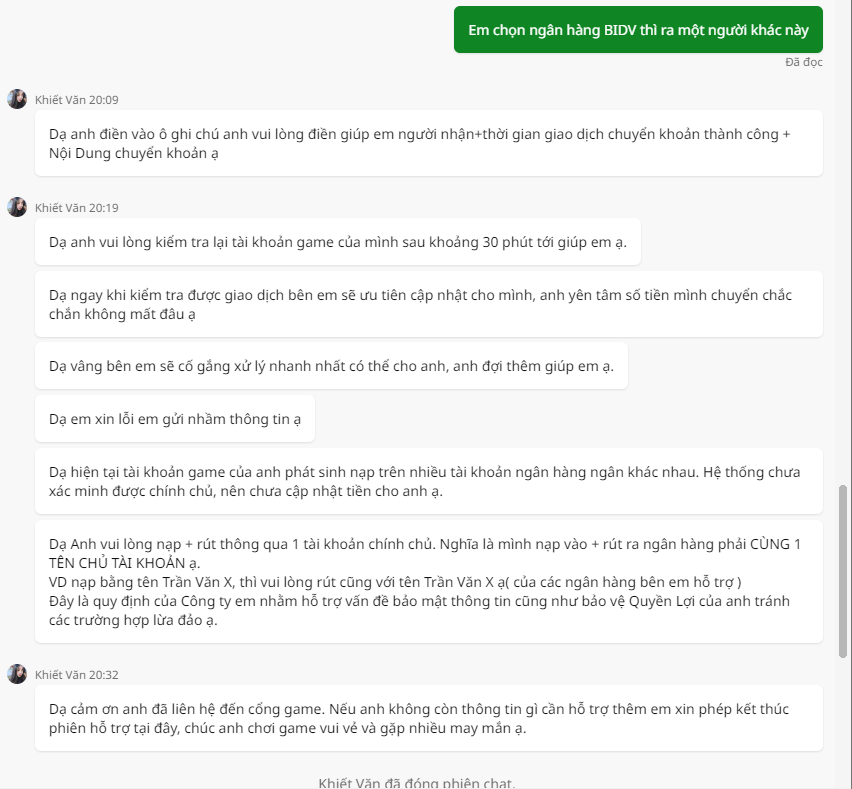 Em chọn ngân hàng BIDV thì ra một người khác này
Đã đọc
Khiết Văn 20:09
Dạ anh điền vào ô ghi chú anh vui lòng điền giúp em người nhận+thời gian giao dịch chuyển khoản thành công +
Nội Dung chuyển khoản ạ
Khiết Văn 20:19
Dạ anh vui lòng kiểm tra lại tài khoản game của mình sau khoảng 30 phút tới giúp em ạ.
Dạ ngay khi kiểm tra được giao dịch bên em sẽ ưu tiên cập nhật cho mình, anh yên tâm số tiền mình chuyển chắc
chắn không mất đâu ạ
Dạ vâng bên em sẽ cố gắng xử lý nhanh nhất có thể cho anh, anh đợi thêm giúp em ạ.
Dạ em xin lỗi em gửi nhầm thông tin ạ
Dạ hiện tại tài khoản game của anh phát sinh nạp trên nhiều tài khoản ngân hàng ngân khác nhau. Hệ thống chưa
xác minh được chính chủ, nên chưa cập nhật tiền cho anh ạ.
Dạ Anh vui lòng nạp + rút thông qua 1 tài khoản chính chủ. Nghĩa là mình nạp vào + rút ra ngân hàng phải CÙNG 1
TÊN CHỦ TÀI KHOẢN ạ.
VD nạp bằng tên Trần Văn X, thì vui lòng rút cũng với tên Trần Văn X ạ( của các ngân hàng bên em hỗ trợ )
Đây là quy định của Công ty em nhằm hỗ trợ vấn đề bảo mật thông tin cũng như bảo vệ Quyền Lợi của anh tránh
các trường hợp lừa đảo ạ.
Khiết Văn 20:32
Dạ cảm ơn anh đã liên hệ đến cổng game. Nếu anh không còn thông tin gì cần hỗ trợ thêm em xin phép kết thúc
phiên hỗ trợ tại đây, chúc anh chơi game vui vẻ và gặp nhiều may mắn ạ.
Khiết Văn đã đóng phiên chat.